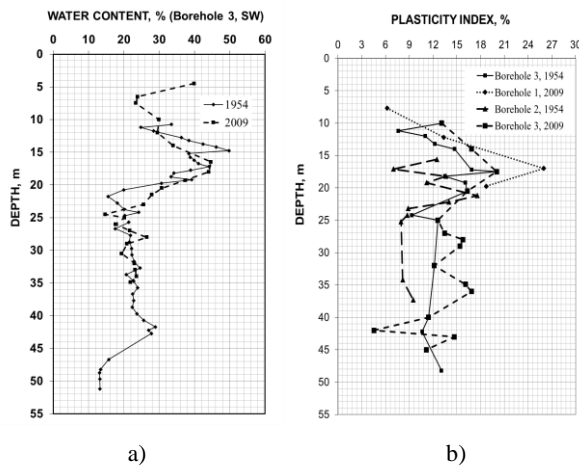 WATER CONTENT, % (Borehole 3, SW)
0 10 20 30 40 50 60
0
5
10
15
20
25
30
35
40
45
50
55
DEPTH, m
1954
2009
a)
PLASTICITY INDEX, %
0 3 6 9 12 15 18 21 24 27 30
0
5
10
15
20
25
30
35
40
45
50
55
DEPTH, m
Borehole 3, 1954
Borehole 1, 2009
Borehole 2, 1954
Borehole 3, 2009
b)